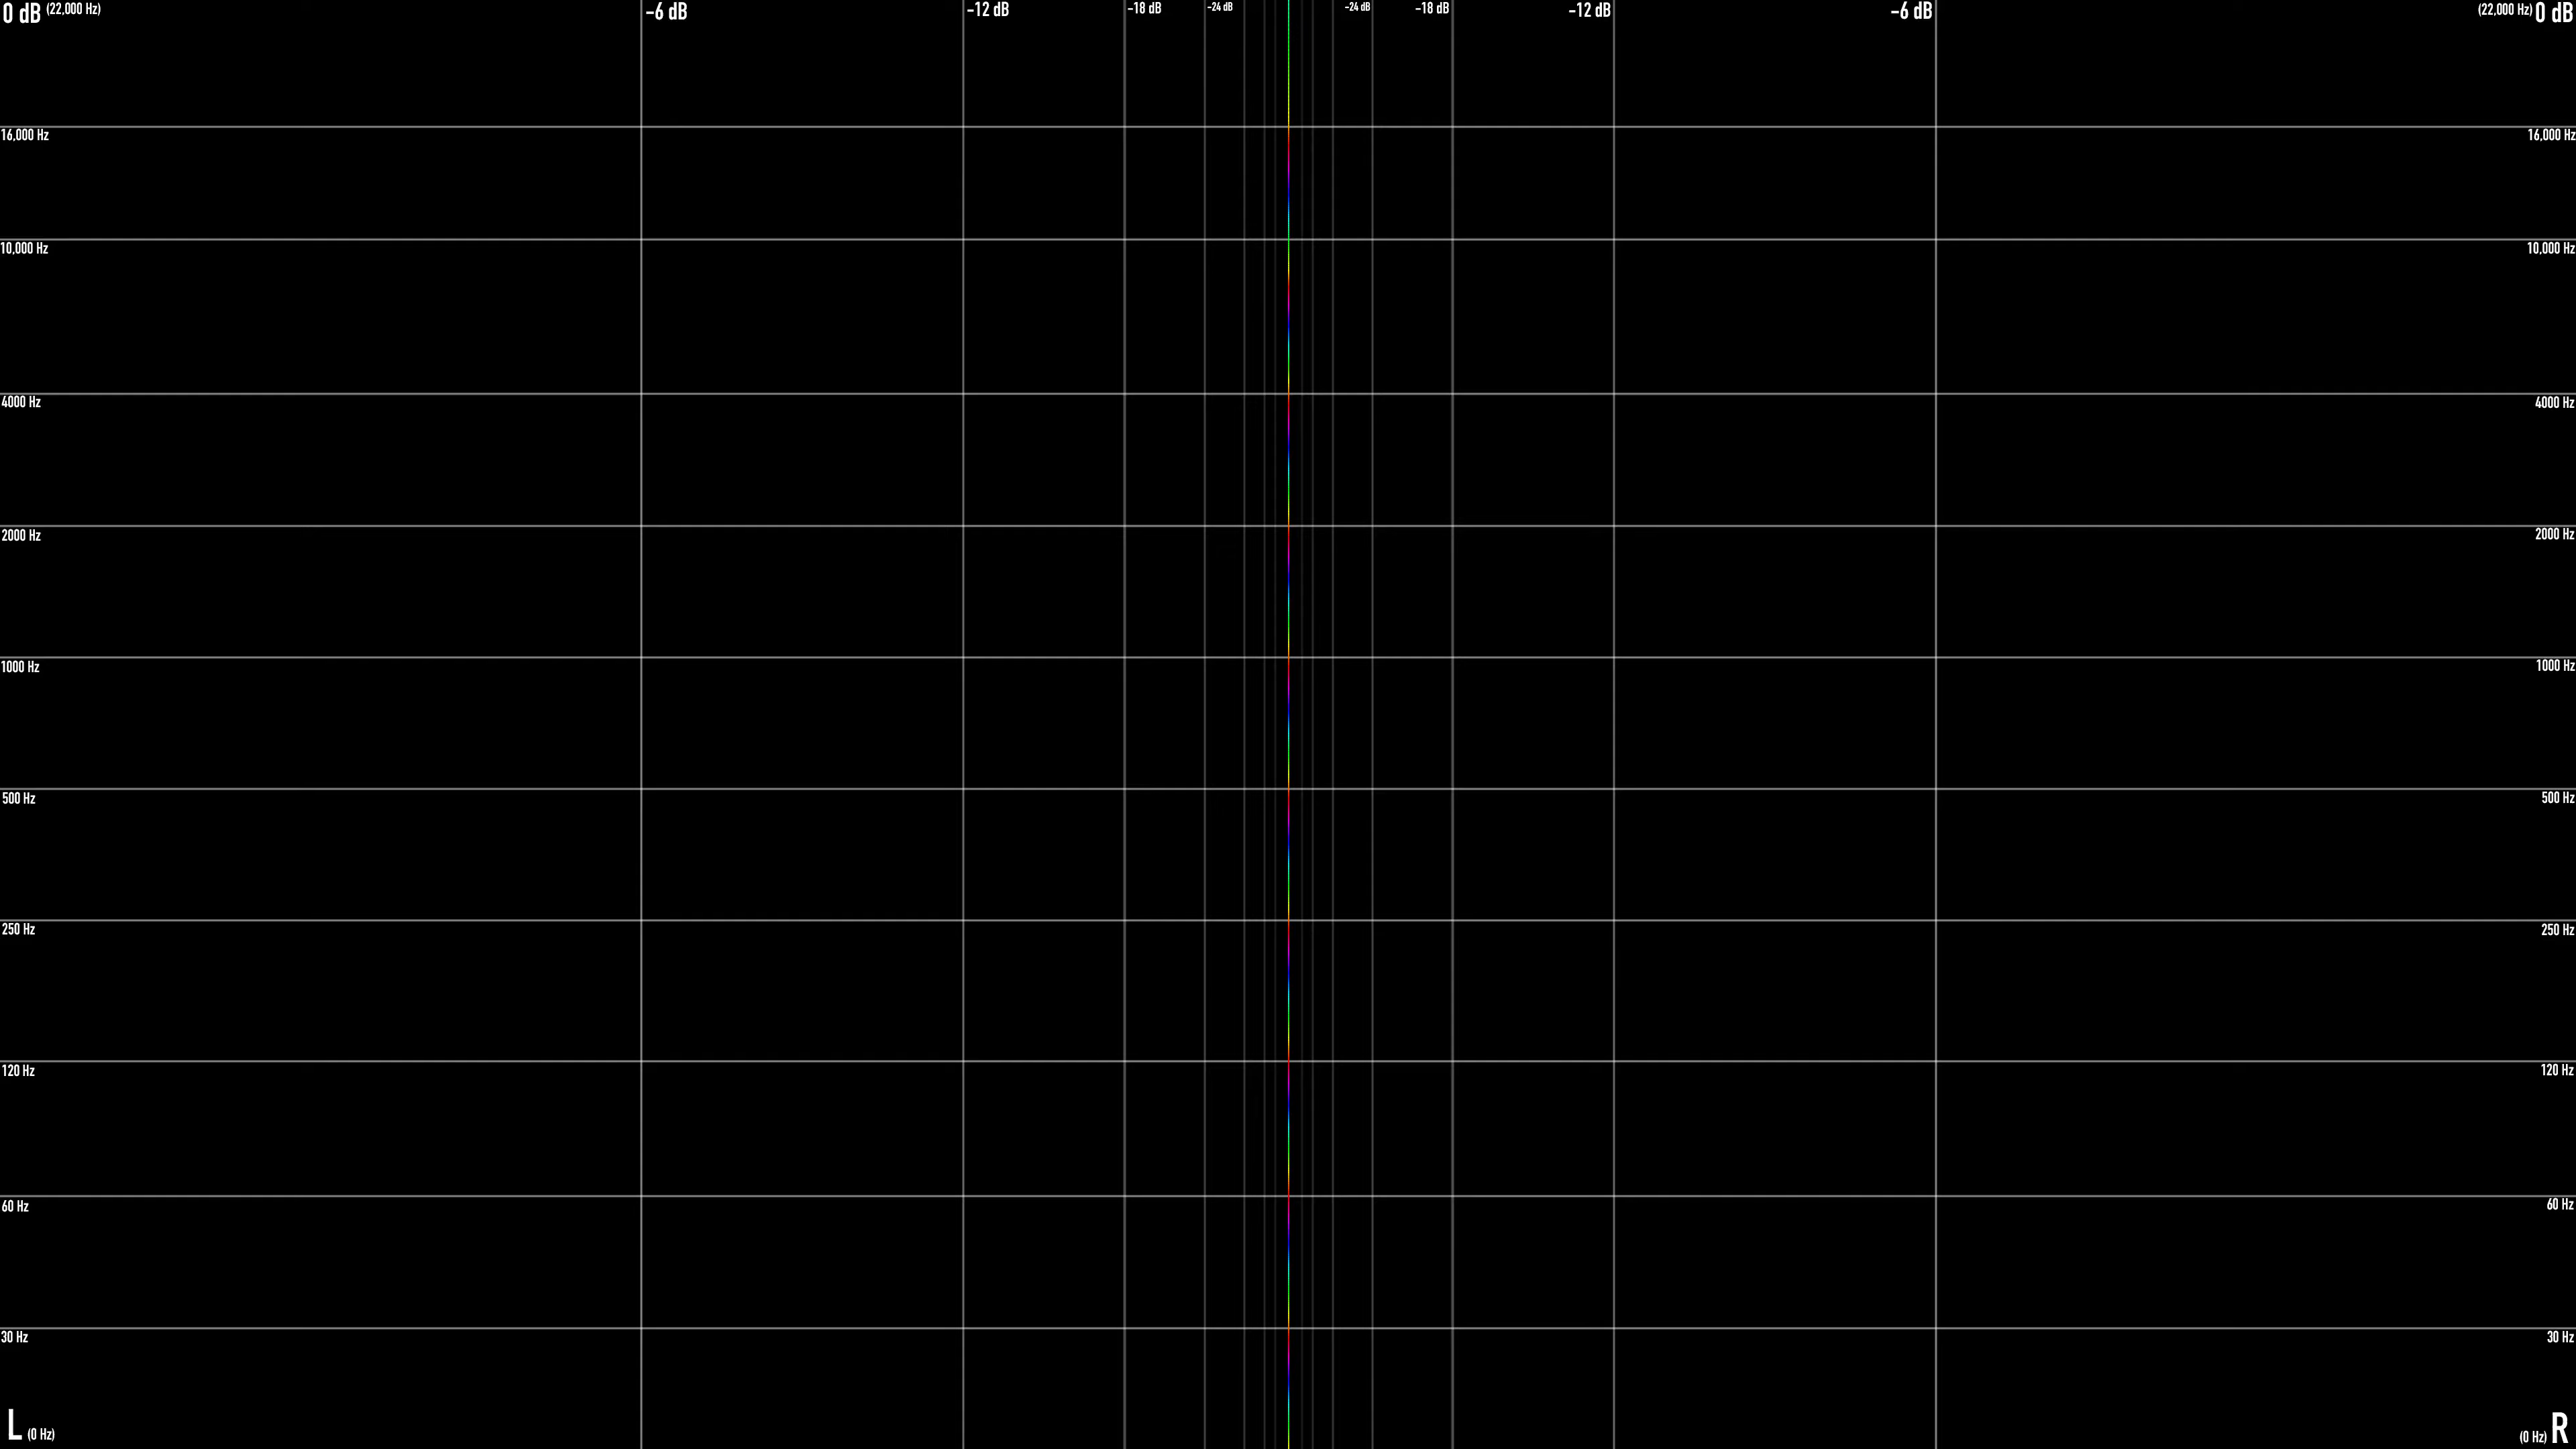 0 dB (22,000 Hz) –6 dB –12 dB –18 dB –24 dB –24 dB –18 dB –12 dB –6 dB (22,000 Hz) 0 dB
16,000 Hz 16,000 Hz
10,000 Hz 10,000 Hz
4000 Hz 4000 Hz
2000 Hz 2000 Hz
1000 Hz 1000 Hz
500 Hz 500 Hz
250 Hz 250 Hz
120 Hz 120 Hz
60 Hz 60 Hz
30 Hz 30 Hz
L (0 Hz) (0 Hz) R